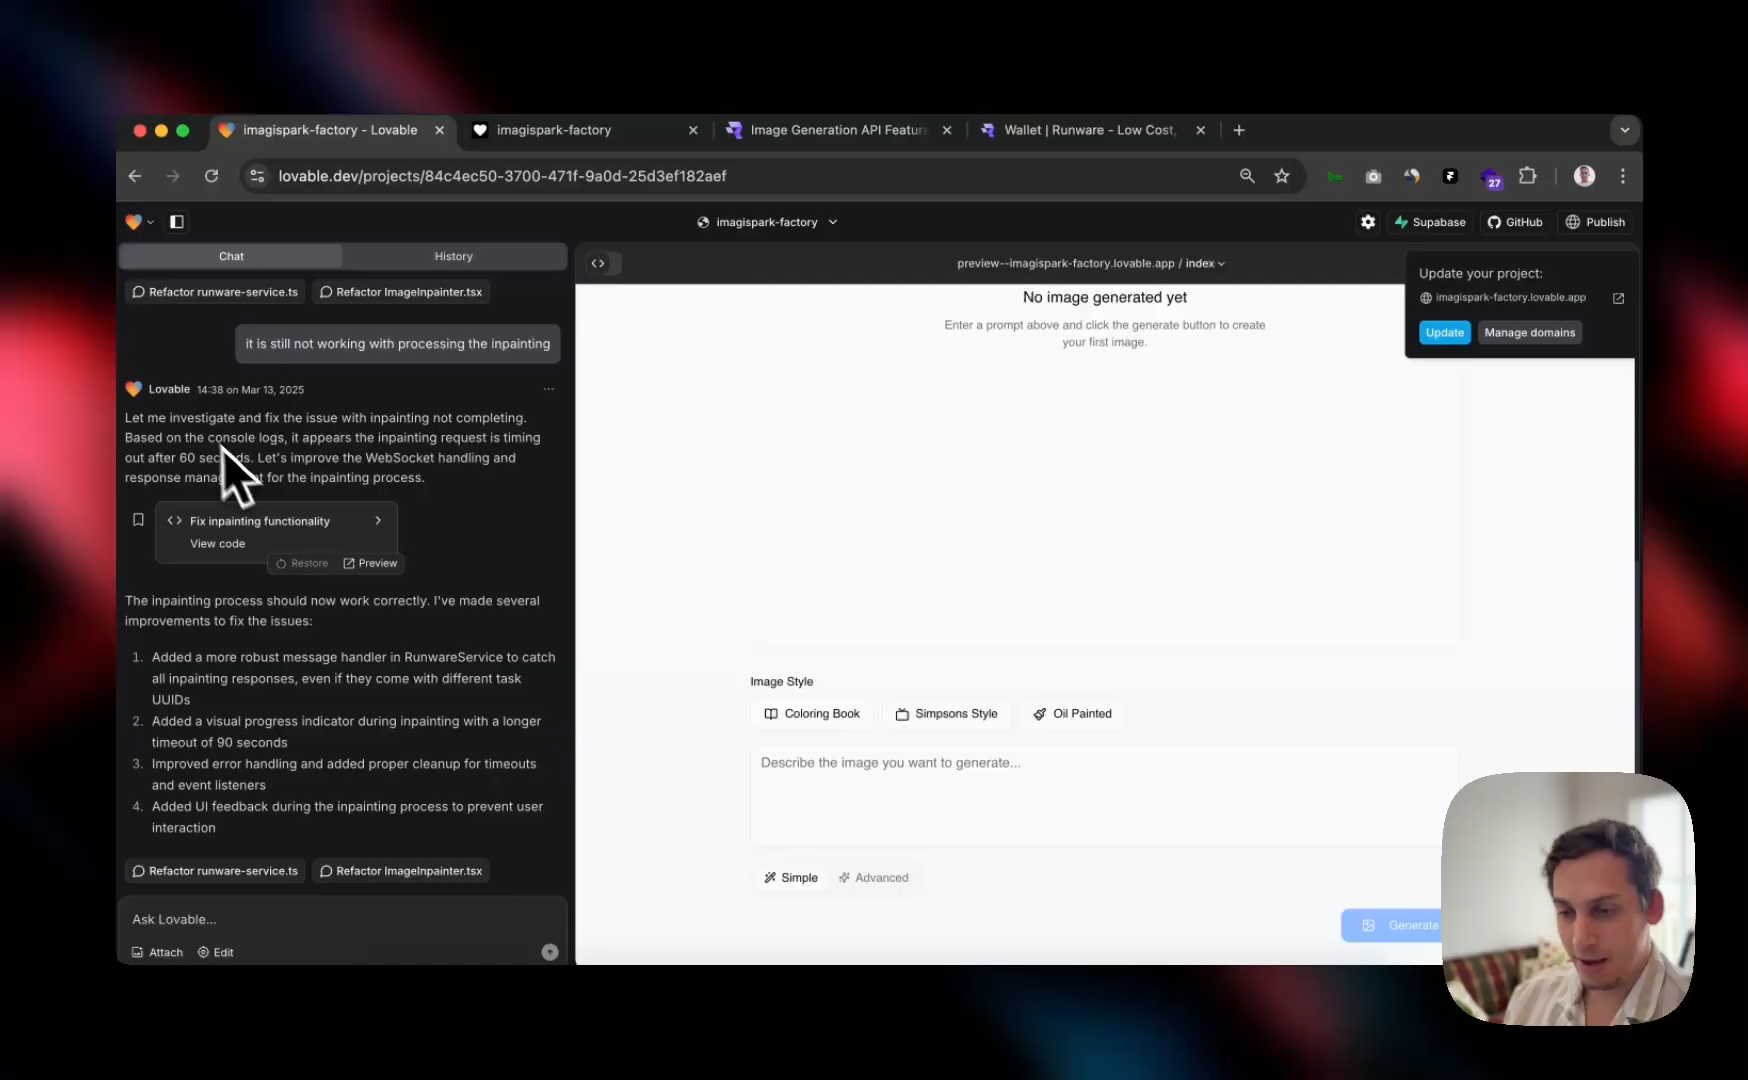 imagispark-factory - Lovable
imagispark-factory
Image Generation API Featur
Wallet | Runware - Low Cost,
lovable.dev/projects/84c4ec50-3700-471f-9a0d-25d3ef182aef
27
imagispark-factory
Supabase
GitHub
Publish
Chat
History
preview--imagispark-factory.lovable.app / index
Refactor runware-service.ts
Refactor ImageInpainter.tsx
it is still not working with processing the inpainting
Lovable 14:38 on Mar 13, 2025
Let me investigate and fix the issue with inpainting not completing.
Based on the console logs, it appears the inpainting request is timing
out after 60 seconds. Let's improve the WebSocket handling and
response manag t for the inpainting process.
Fix inpainting functionality
View code
Restore
Preview
The inpainting process should now work correctly. I've made several
improvements to fix the issues:
1. Added a more robust message handler in RunwareService to catch
all inpainting responses, even if they come with different task
UUIDs
2. Added a visual progress indicator during inpainting with a longer
timeout of 90 seconds
3. Improved error handling and added proper cleanup for timeouts
and event listeners
4. Added UI feedback during the inpainting process to prevent user
interaction
Refactor runware-service.ts
Refactor ImageInpainter.tsx
Ask Lovable...
Attach
Edit
No image generated yet
Enter a prompt above and click the generate button to create
your first image.
Update your project:
imagispark-factory.lovable.app
Update
Manage domains
Image Style
Coloring Book
Simpsons Style
Oil Painted
Describe the image you want to generate...
Simple
Advanced
Generate